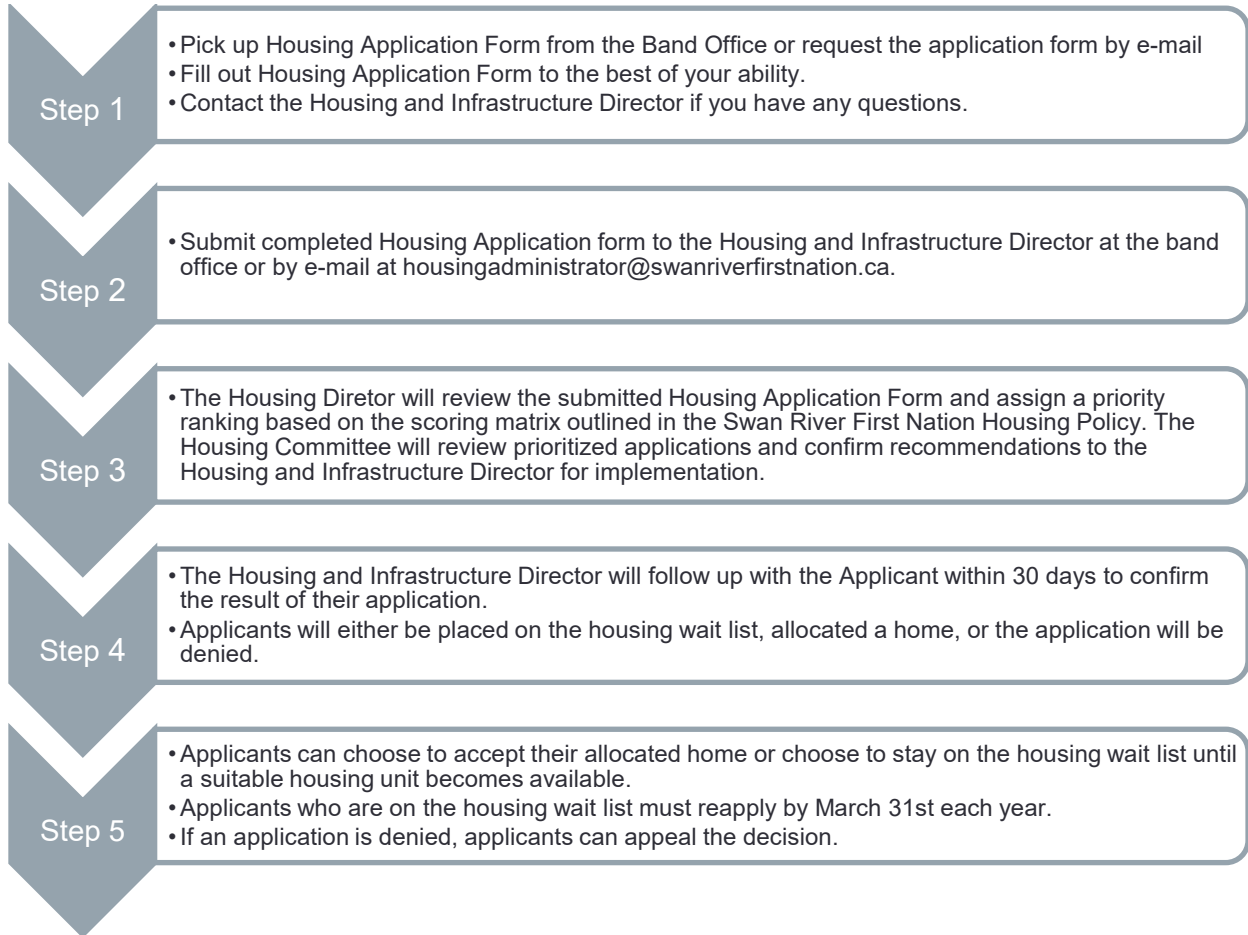 Step 1
•Pick up Housing Application Form from the Band Office or request the application form by e-mail
•Fill out Housing Application Form to the best of your ability.
•Contact the Housing and Infrastructure Director if you have any questions.
Step 2
•Submit completed Housing Application form to the Housing and Infrastructure Director at the band
office or by e-mail at housingadministrator@swanriverfirstnation.ca.
Step 3
•The Housing Diretor will review the submitted Housing Application Form and assign a priority
ranking based on the scoring matrix outlined in the Swan River First Nation Housing Policy. The
Housing Committee will review prioritized applications and confirm recommendations to the
Housing and Infrastructure Director for implementation.
Step 4
•The Housing and Infrastructure Director will follow up with the Applicant within 30 days to confirm
the result of their application.
•Applicants will either be placed on the housing wait list, allocated a home, or the application will be
denied.
Step 5
•Applicants can choose to accept their allocated home or choose to stay on the housing wait list until
a suitable housing unit becomes available.
•Applicants who are on the housing wait list must reapply by March 31st each year.
•If an application is denied, applicants can appeal the decision.